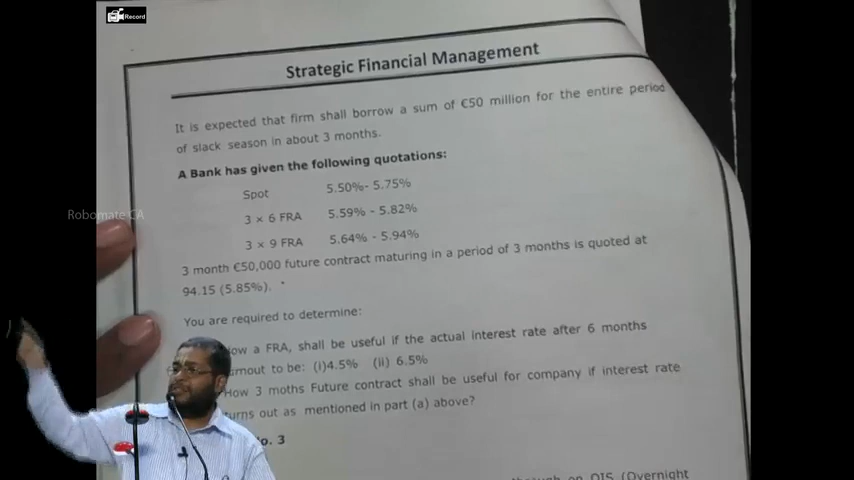 Record
Strategic Financial Management
It is expected that firm shall borrow a sum of €50 million for the entire period
of slack season in about 3 months.
A Bank has given the following quotations:
Spot 5.50%- 5.75%
3 × 6 FRA 5.59% - 5.82%
3 × 9 FRA 5.64% - 5.94%
Robomate CA
3 month €50,000 future contract maturing in a period of 3 months is quoted at
94.15 (5.85%).
You are required to determine:
a FRA, shall be useful if the actual interest rate after 6 months
to be: (i)4.5% (ii) 6.5%
How 3 moths Future contract shall be useful for company if interest rate
turns out as mentioned in part (a) above?
3
on OIS (Overnight